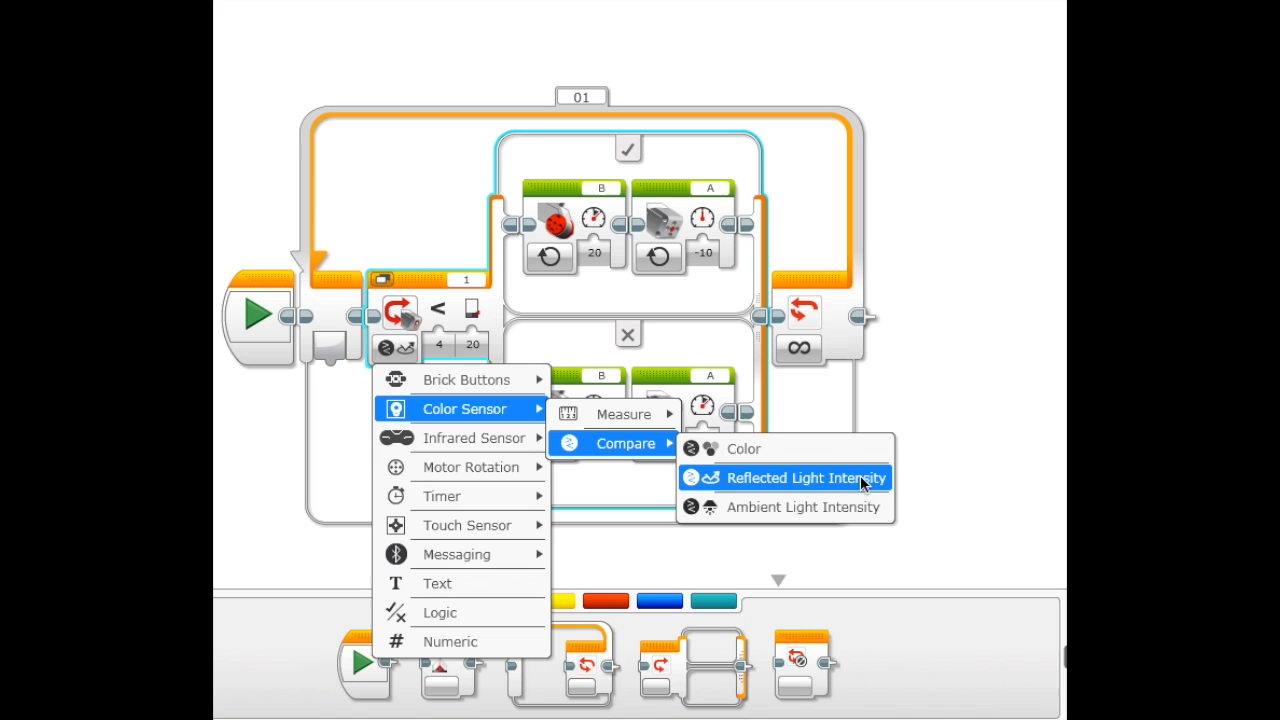 01
B
A
20
-10
1
<
4
20
B
A
Brick Buttons
Color Sensor
Infrared Sensor
Motor Rotation
Timer
Touch Sensor
Messaging
Text
Logic
Numeric
Measure
Compare
Color
Reflected Light Intensity
Ambient Light Intensity